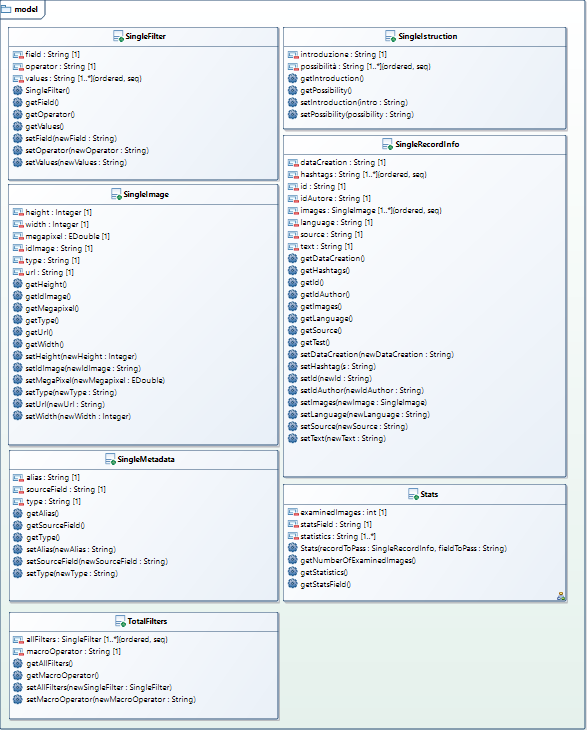 model
SingleFilter
field : String [1]
operator : String [1]
values : String [1..*]{ordered, seq}
SingleFilter()
getField()
getOperator()
getValues()
setField(newField : String)
setOperator(newOperator : String)
setValues(newValues : String)
SingleIstruction
introduzione : String [1]
possibilità : String [1..*]{ordered, seq}
getIntroduction()
getPossibility()
setIntroduction(intro : String)
setPossibility(possibility : String)
SingleImage
height : Integer [1]
width : Integer [1]
megapixel : EDouble [1]
idImage : String [1]
type : String [1]
url : String [1]
getHeight()
getIdImage()
getMegapixel()
getType()
getUrl()
getWidth()
setHeight(newHeight : Integer)
setIdImage(newIdImage : String)
setMegaPixel(newMegapixel : EDouble)
setType(newType : String)
setUrl(newUrl : String)
setWidth(newWidth : Integer)
SingleRecordInfo
dataCreation : String [1]
hashtags : String [1..*]{ordered, seq}
id : String [1]
idAutore : String [1]
images : SingleImage [1..*]{ordered, seq}
language : String [1]
source : String [1]
text : String [1]
getDataCreation()
getHashtags()
getId()
getIdAuthor()
getImages()
getLanguage()
getSource()
getTest()
setDataCreation(newDataCreation : String)
setHashtag(s : String)
setId(newId : String)
setIdAuthor(newIdAuthor : String)
setImages(newImage : SingleImage)
setLanguage(newLanguage : String)
setSource(newSource : String)
setText(newText : String)
SingleMetadata
alias : String [1]
sourceField : String [1]
type : String [1]
getAlias()
getSourceField()
getType()
setAlias(newAlias : String)
setSourceField(newSourceField : String)
setType(newType : String)
Stats
examinedImages : int [1]
statsField : String [1]
statistics : String [1..*]
Stats(recordToPass : SingleRecordInfo, fieldToPass : String)
getNumberOfExaminedImages()
getStatistics()
getStatsField()
TotalFilters
allFilters : SingleFilter [1..*]{ordered, seq}
macroOperator : String [1]
getAllFilters()
getMacroOperator()
setAllFilters(newSingleFilter : SingleFilter)
setMacroOperator(newMacroOperator : String)